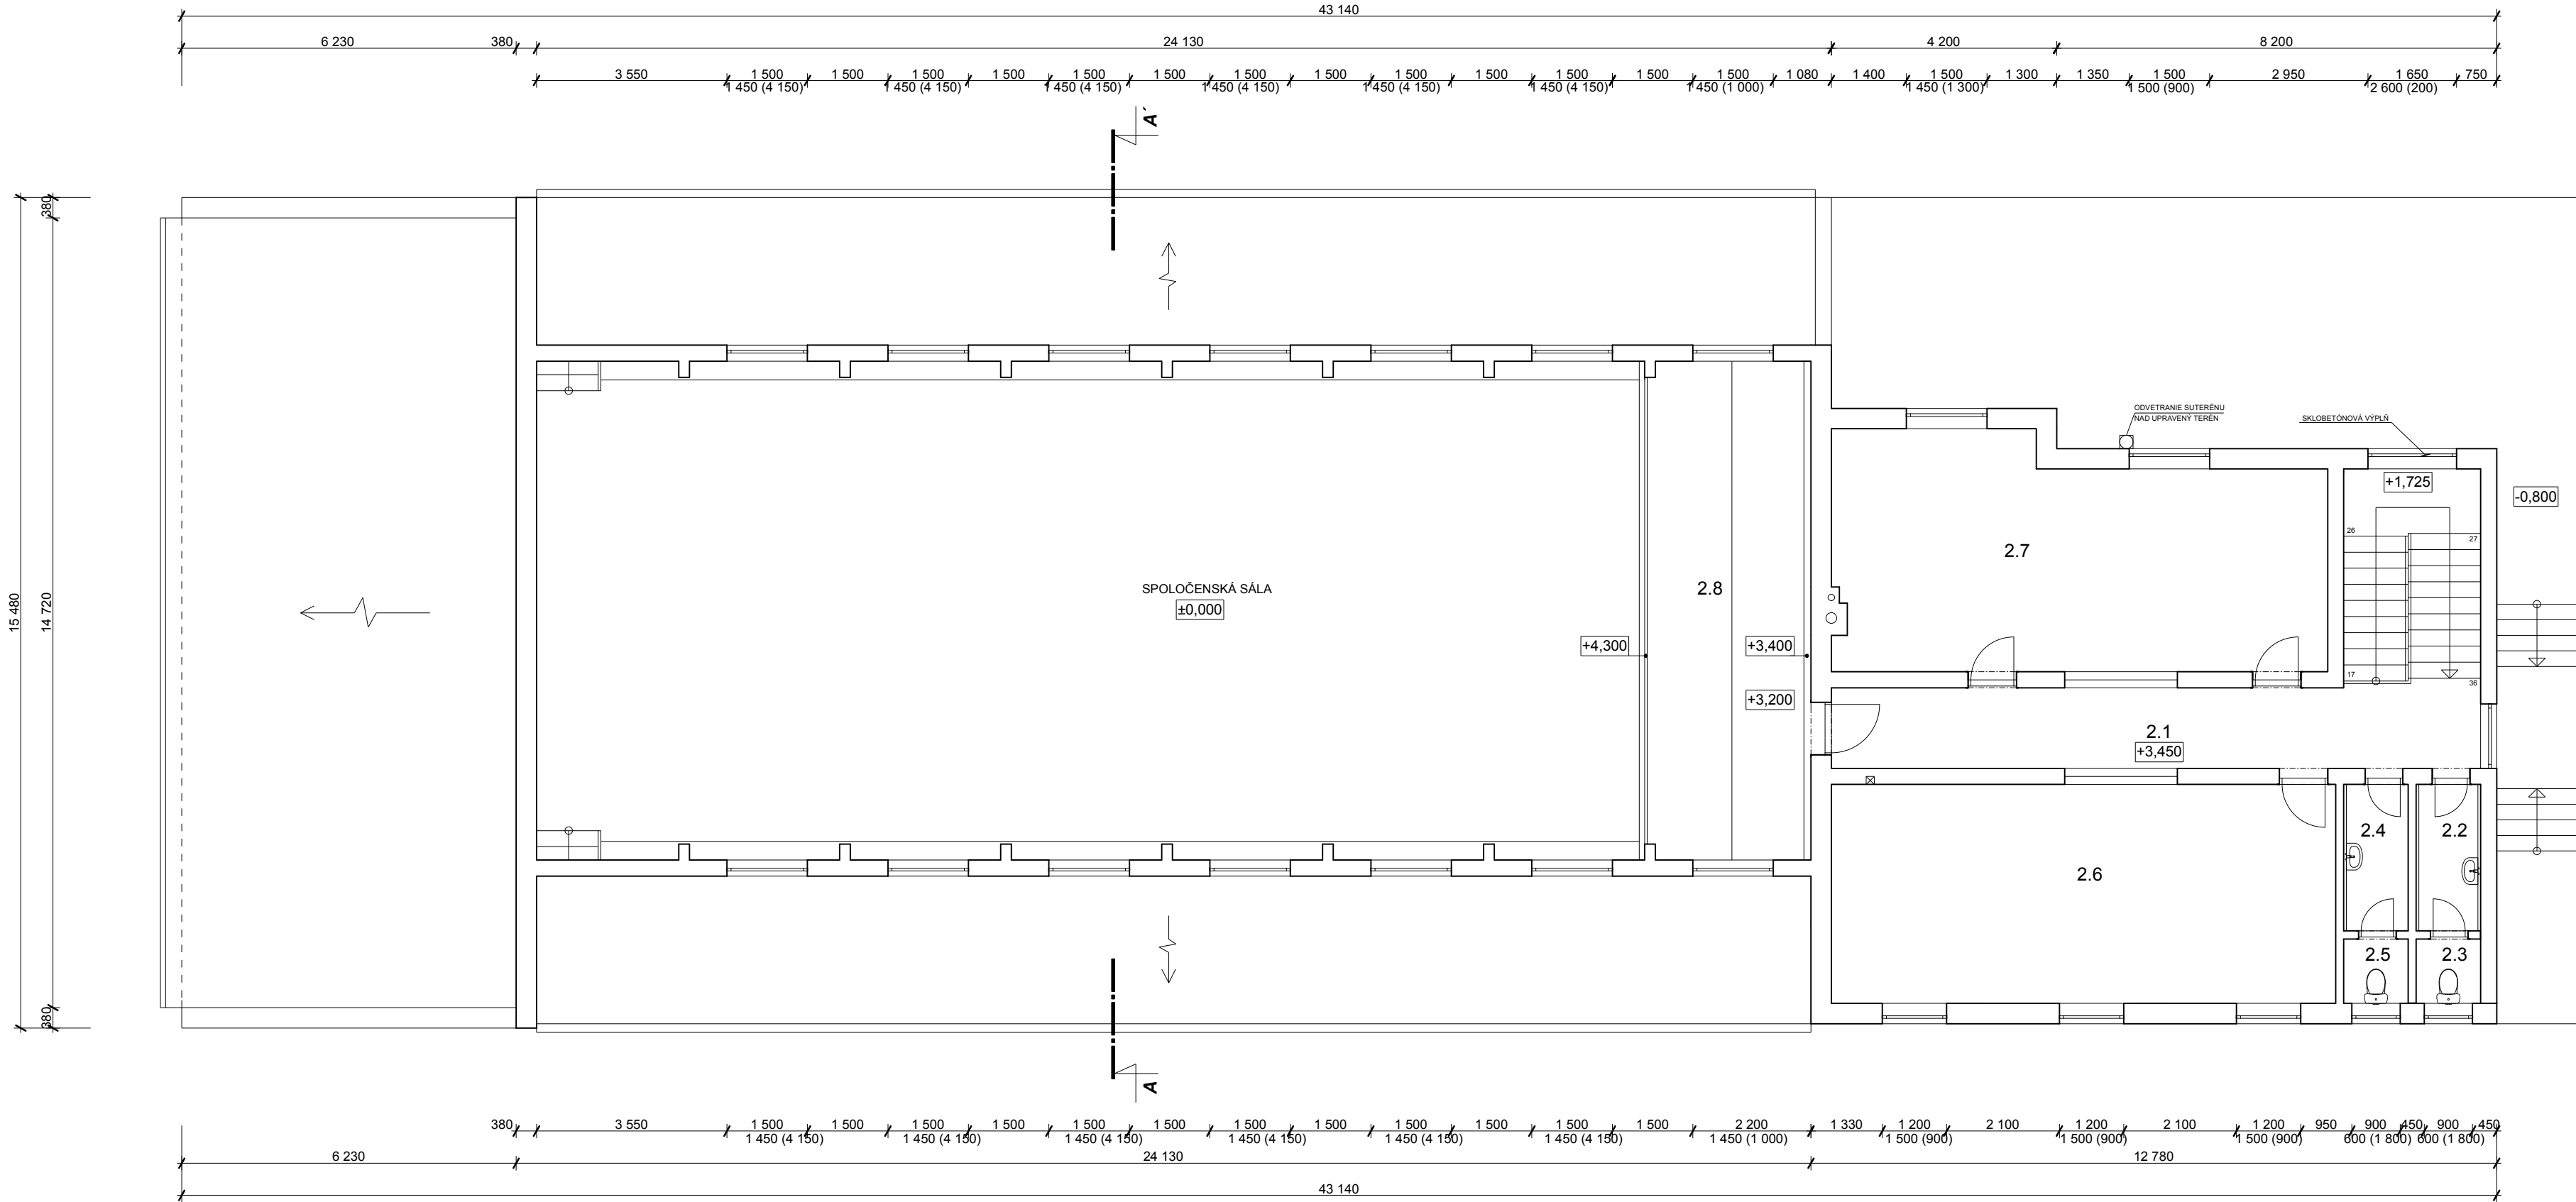 43 140
6 230 380 24 130 4 200 8 200
3 550 1 500 1 500 1 500 1 500 1 500 1 500 1 500 1 500 1 500 1 500 1 500 1 500 1 500 1 080 1 400 1 500 1 300 1 350 1 500 2 950 1 650 750
1 450 (4 150) 1 450 (4 150) 1 450 (4 150) 1 450 (4 150) 1 450 (4 150) 1 450 (4 150) 1 450 (1 000) 1 450 (1 300) 1 500 (900) 2 600 (200)
A´
380
15 480
14 720
380
ODVETRANIE SUTERÉNU
NAD UPRAVENÝ TERÉN
SKLOBETÓNOVÁ VÝPLŇ
+1,725
-0,800
26
27
2.7
SPOLOČENSKÁ SÁLA
±0,000
2.8
+4,300
+3,400
17
36
+3,200
2.1
+3,450
2.4
2.2
2.6
2.5
2.3
A
380 3 550 1 500 1 500 1 500 1 500 1 500 1 500 1 500 1 500 1 500 1 500 1 500 1 500 2 200 1 330 1 200 2 100 1 200 2 100 1 200 950 900 450 900 450
1 450 (4 150) 1 450 (4 150) 1 450 (4 150) 1 450 (4 150) 1 450 (4 150) 1 450 (4 150) 1 450 (1 000) 1 500 (900) 1 500 (900) 1 500 (900) 600 (1 800) 600 (1 800)
6 230 24 130 12 780
43 140